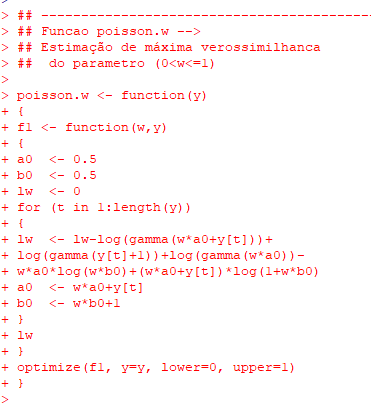 > ## ------------------------------------------
> ## Funcao poisson.w -->
> ## Estimação de máxima verossimilhanca
> ##  do parametro (0<w<=1)
>
> poisson.w <- function(y)
+ {
+ f1 <- function(w,y)
+ {
+ a0  <- 0.5
+ b0  <- 0.5
+ lw  <- 0
+ for (t in 1:length(y))
+ {
+ lw  <- lw-log(gamma(w*a0+y[t]))+
+ log(gamma(y[t]+1))+log(gamma(w*a0))-
+ w*a0*log(w*b0)+(w*a0+y[t])*log(1+w*b0)
+ a0  <- w*a0+y[t]
+ b0  <- w*b0+1
+ }
+ lw
+ }
+ optimize(f1, y=y, lower=0, upper=1)
+ }
>